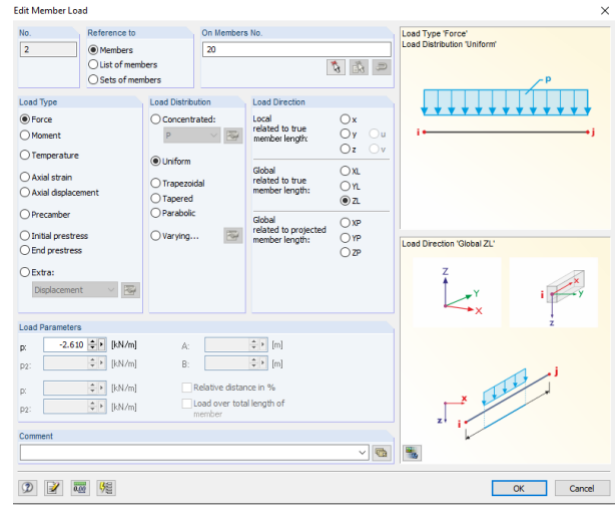 Edit Member Load
No.
2
Reference to
Members
List of members
Sets of members
On Members No.
20
Load Type
Force
Moment
Temperature
Axial strain
Axial displacement
Precamber
Initial prestress
End prestress
Extra:
Displacement
Load Distribution
Concentrated:
P
Uniform
Trapezoidal
Tapered
Parabolic
Varying...
Load Direction
Local
related to true
member length:
x
y u
z v
Global
related to true
member length:
XL
YL
ZL
Global
related to projected
member length:
XP
YP
ZP
Load Parameters
p: -2.610 [kN/m]
p2: [kN/m]
p: [kN/m]
p2: [kN/m]
A: [m]
B: [m]
Relative distance in %
Load over total length of
member
Comment
Load Type 'Force'
Load Distribution 'Uniform'
p
i j
Load Direction 'Global ZL'
Z
Y
X
x
i y
z
j
x
z i
0,00
OK Cancel